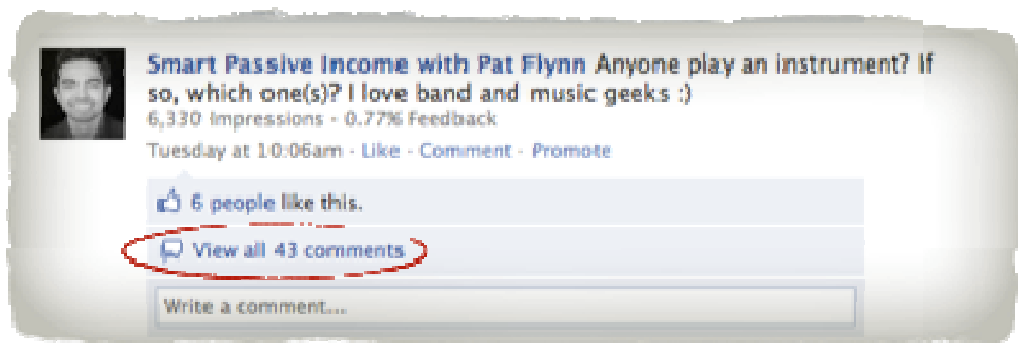 Smart Passive Income with Pat Flynn Anyone play an instrument? If
so, which one(s)? I love band and music geeks :)
6,330 Impressions - 0.77% Feedback
Tuesday at 10:06am · Like · Comment · Promote
6 people like this.
View all 43 comments
Write a comment...